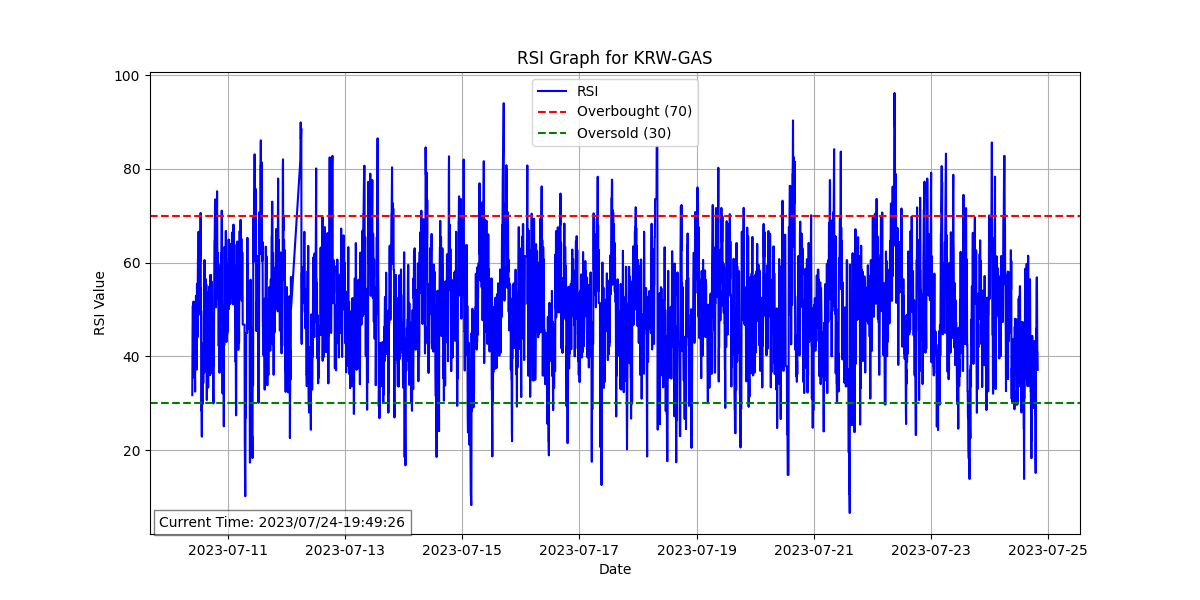 RSI Graph for KRW-GAS
RSI
Overbought (70)
Oversold (30)
100
80
60
40
20
RSI Value
Current Time: 2023/07/24-19:49:26
2023-07-11 2023-07-13 2023-07-15 2023-07-17 2023-07-19 2023-07-21 2023-07-23 2023-07-25
Date